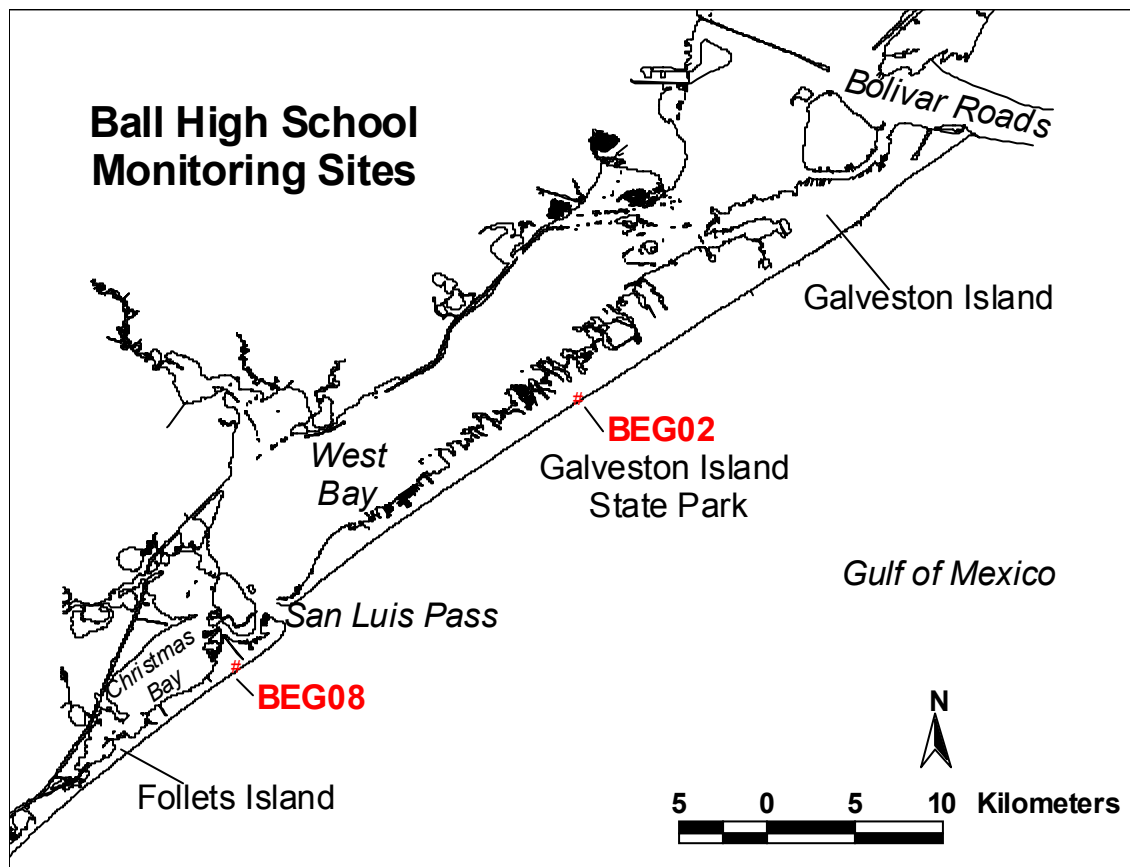 Ball High School
Monitoring Sites
Bolivar Roads
Galveston Island
#
BEG02
Galveston Island
State Park
West
Bay
Gulf of Mexico
San Luis Pass
Christmas
Bay
#
BEG08
Follets Island
N
5 0 5 10 Kilometers